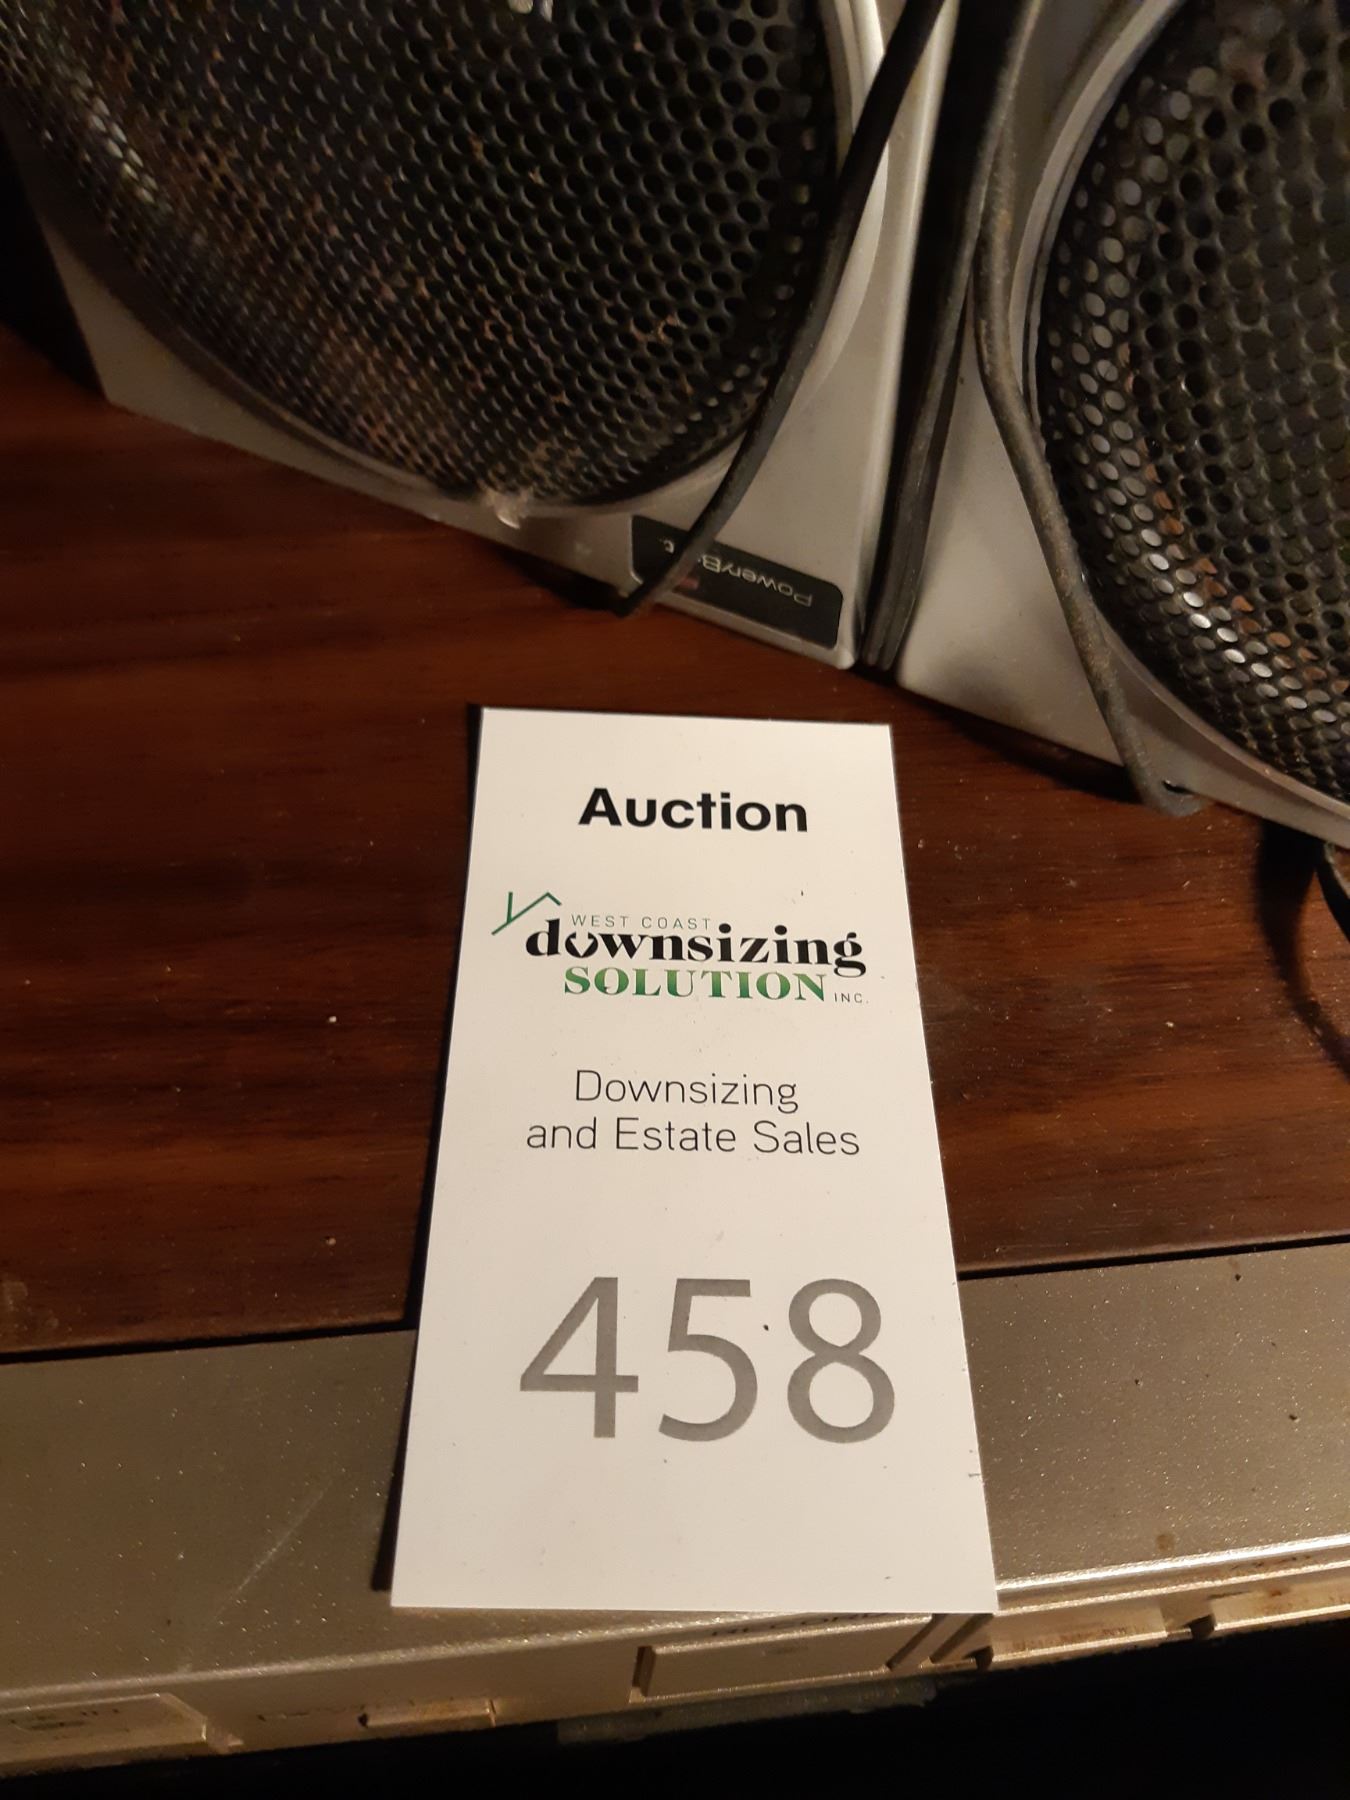 Auction
WEST COAST
downsizing
SOLUTION INC.
Downsizing
and Estate Sales
458